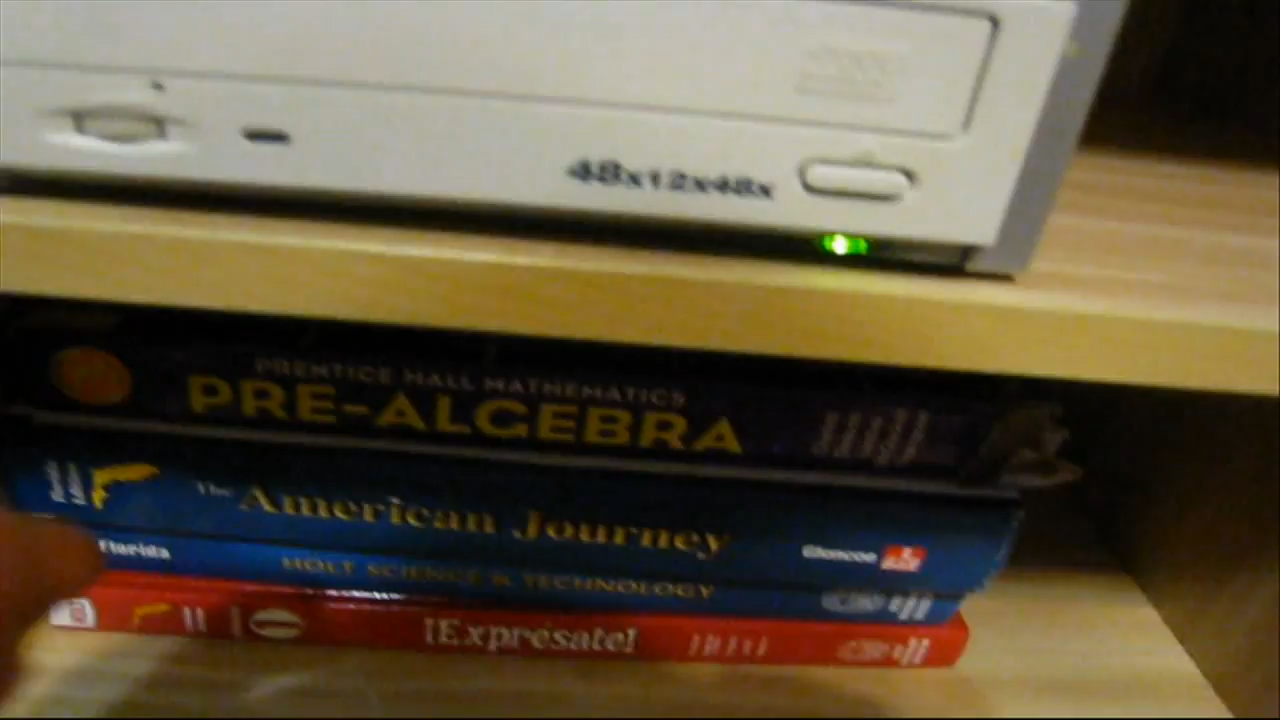 48x12x48x
PRENTICE HALL MATHEMATICS
PRE-ALGEBRA
The American Journey
Glencoe
Florida
HOLT SCIENCE & TECHNOLOGY
¡Exprésate!